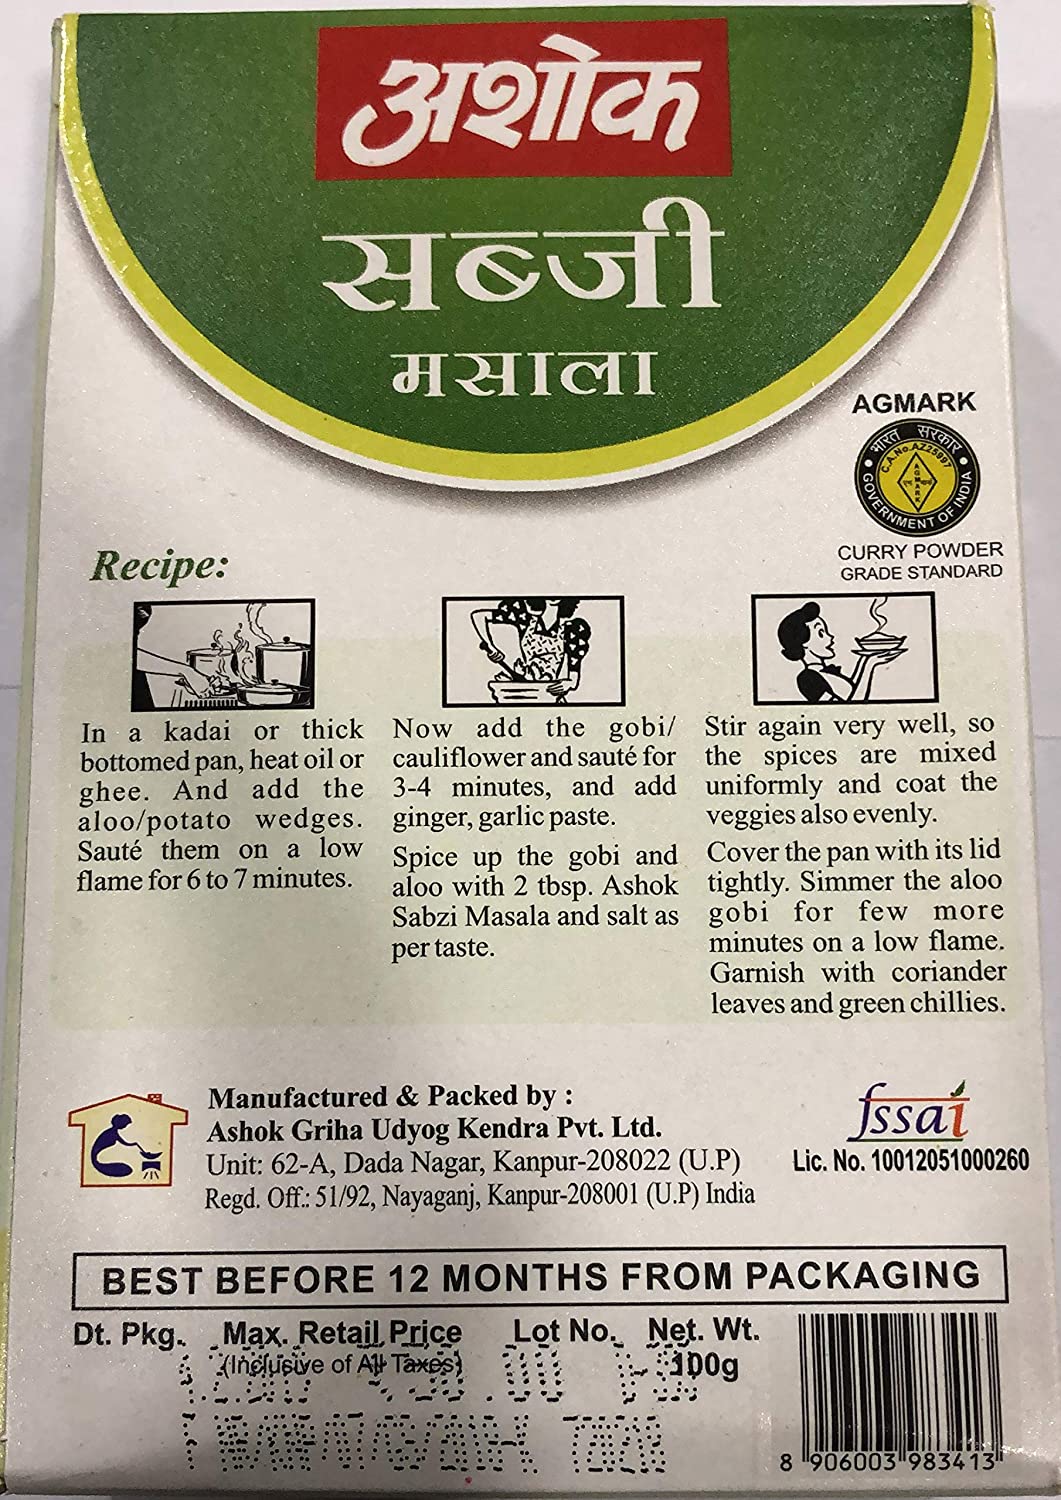 अशोक
सब्जी
मसाला
AGMARK
भारत सरकार
C.A.No.AZ25997
AGMARK
GOVERNMENT OF INDIA
CURRY POWDER
GRADE STANDARD
Recipe:
In a kadai or thick
bottomed pan, heat oil or
ghee. And add the
aloo/potato wedges.
Sauté them on a low
flame for 6 to 7 minutes.
Now add the gobi/
cauliflower and sauté for
3-4 minutes, and add
ginger, garlic paste.
Spice up the gobi and
aloo with 2 tbsp. Ashok
Sabzi Masala and salt as
per taste.
Stir again very well, so
the spices are mixed
uniformly and coat the
veggies also evenly.
Cover the pan with its lid
tightly. Simmer the aloo
gobi for few more
minutes on a low flame.
Garnish with coriander
leaves and green chillies.
Manufactured & Packed by :
Ashok Griha Udyog Kendra Pvt. Ltd.
Unit: 62-A, Dada Nagar, Kanpur-208022 (U.P)
Regd. Off.: 51/92, Nayaganj, Kanpur-208001 (U.P) India
fssai
Lic. No. 10012051000260
BEST BEFORE 12 MONTHS FROM PACKAGING
Dt. Pkg. Max. Retail Price Lot No. Net. Wt.
(Inclusive of All Taxes) 100g
8 906003 983413